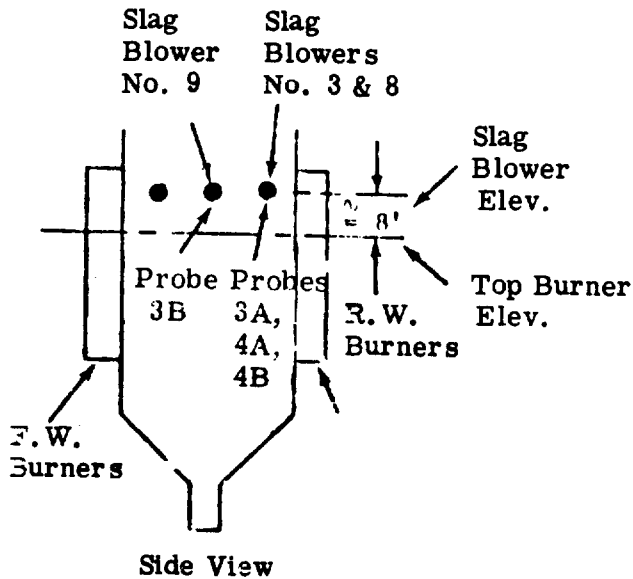 Slag
Blower
No. 9
Slag
Blowers
No. 3 & 8
Slag
Blower
Elev.
8'
Top Burner
Elev.
Probe
3B
Probes
3A,
4A,
4B
R.W.
Burners
F.W.
Burners
Side View